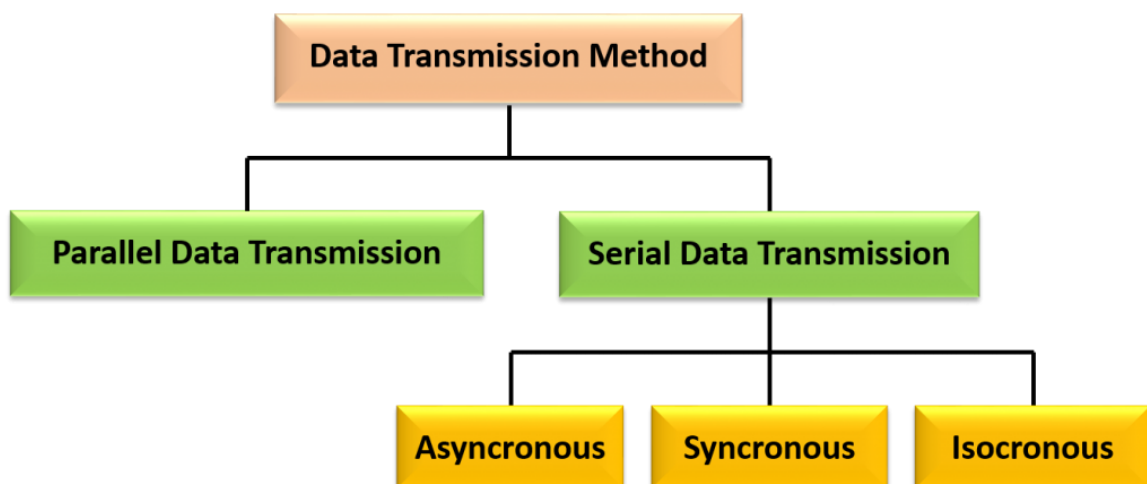 Data Transmission Method
Parallel Data Transmission
Serial Data Transmission
Asyncronous
Syncronous
Isocronous